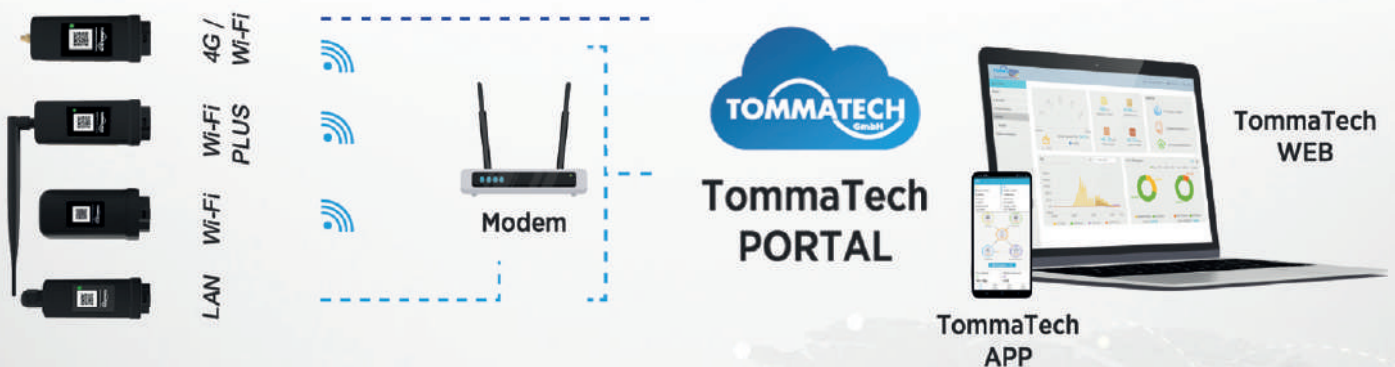 4G /
Wi-Fi
Wi-Fi
PLUS
Wi-Fi
LAN
Modem
TOMMATECH
GmbH
TommaTech
PORTAL
TommaTech
WEB
TommaTech
APP